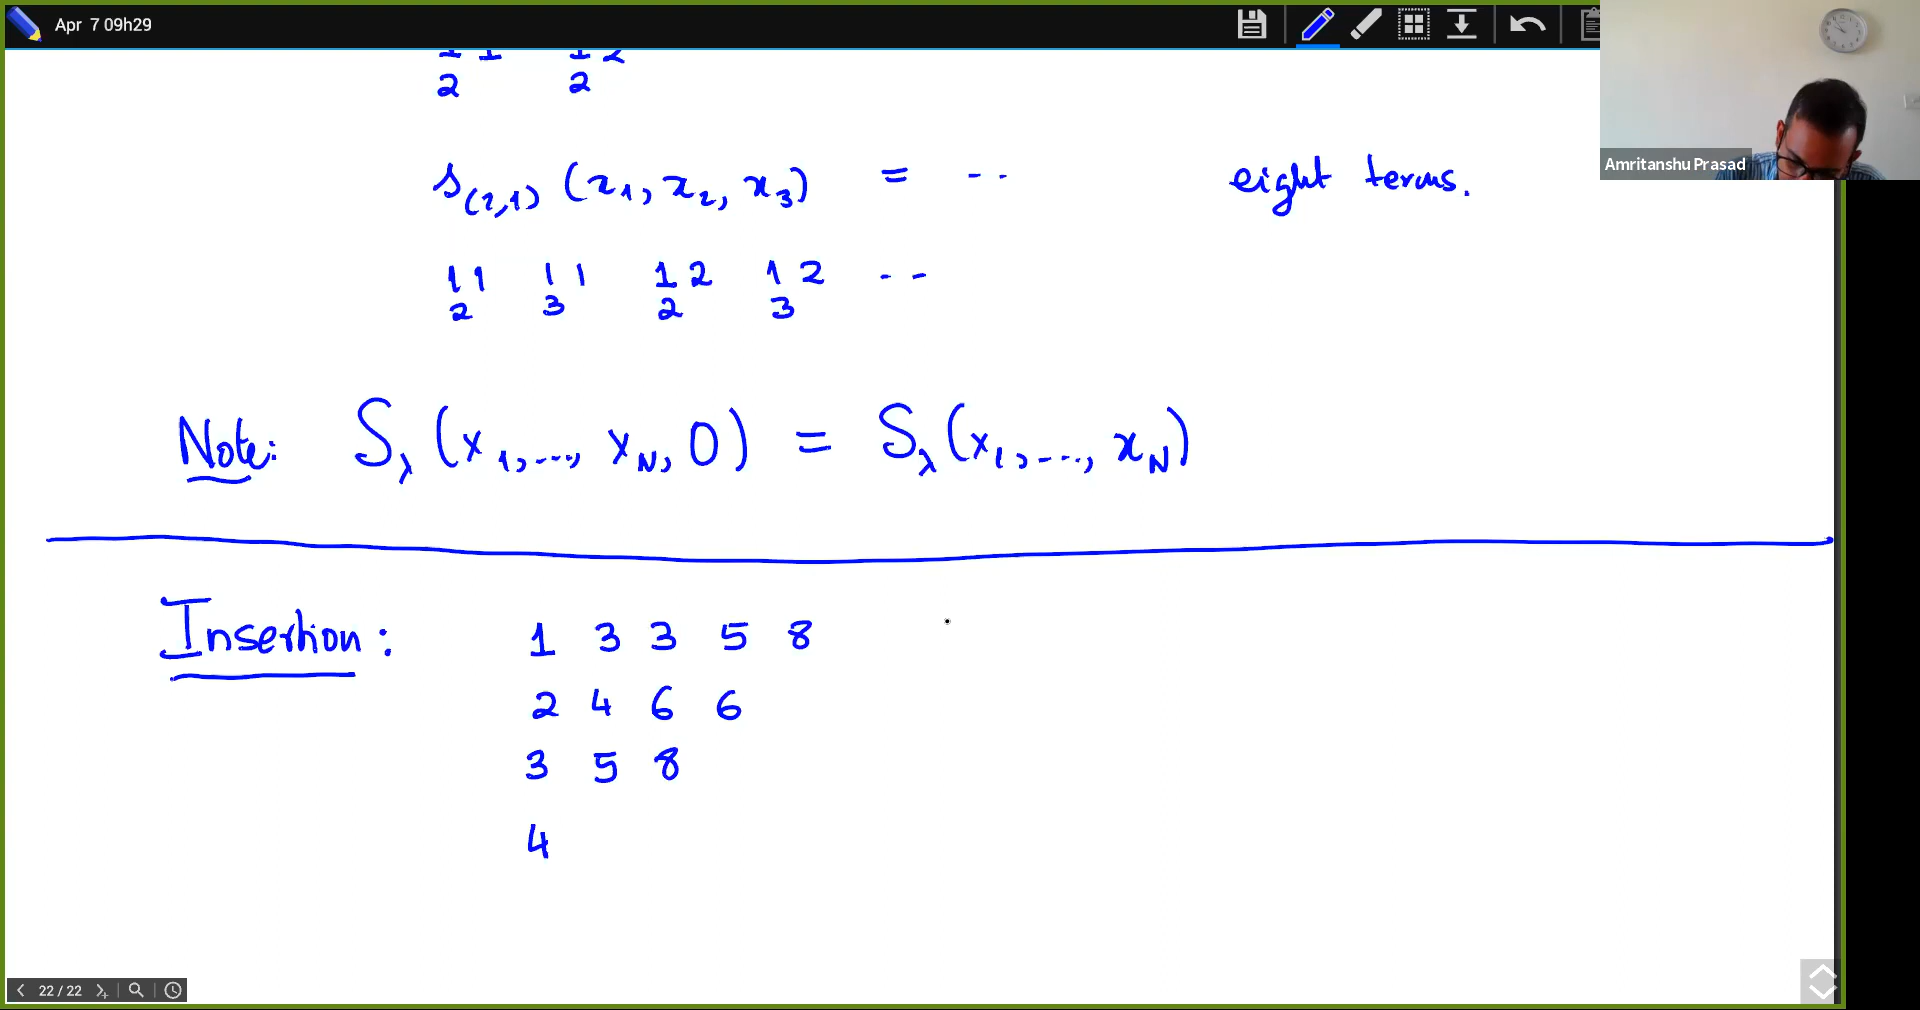 Apr 7 09h29
2 2
s(2,1) (x1, x2, x3) = -- eight terms.
1 1 1 1 1 2 1 2 --
2 3 2 3
Amritanshu Prasad
Note: Sλ(x1,..., xN, 0) = Sλ(x1,..., xN)
Insertion: 1 3 3 5 8
2 4 6 6
3 5 8
4
22 / 22